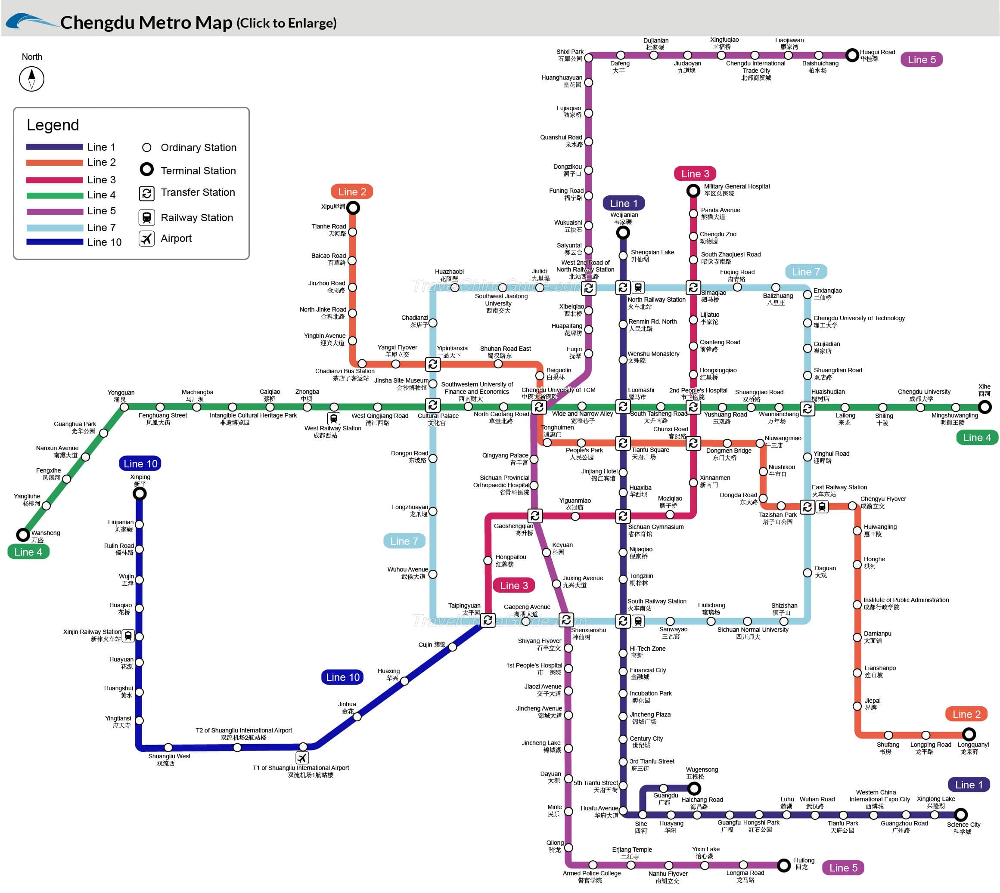 Chengdu Metro Map (Click to Enlarge)
North
Legend
Line 1
Line 2
Line 3
Line 4
Line 5
Line 7
Line 10
Ordinary Station
Terminal Station
Transfer Station
Railway Station
Airport
Shixi Park
石犀公园
Dafeng
大丰
Dujianian
杜家碾
Jiudaoyan
九道堰
Xingfuqiao
幸福桥
Chengdu International
Trade City
北部商贸城
Liaojiawan
廖家湾
Baishuichang
柏水场
Huagui Road
华桂璐
Line 5
Huanghuayuan
皇花园
Lujiaqiao
陆家桥
Quanshui Road
泉水路
Dongzikou
洞子口
Funing Road
福宁路
Wukuaishi
五块石
Saiyuntai
赛云台
West 2nd Road of
North Railway Station
北站西二路
Xibeiqiao
西北桥
Huapaifang
花牌坊
Fuqin
抚琴
Line 3
Military General Hospital
军区总医院
Panda Avenue
熊猫大道
Chengdu Zoo
动物园
South Zhaojuesi Road
昭觉寺南路
Simaqiao
驷马桥
Lijiatuo
李家沱
Qianfeng Road
前锋路
Hongxingqiao
红星桥
2nd People's Hospital
市二医院
Line 1
Weijianian
韦家碾
Shengxian Lake
升仙湖
North Railway Station
火车北站
Renmin Rd. North
人民北路
Wenshu Monastery
文殊院
Luomashi
骡马市
Line 2
Xipu犀浦
Tianhe Road
天河路
Baicao Road
百草路
Jinzhou Road
金周路
North Jinke Road
金科北路
Yingbin Avenue
迎宾大道
Chadianzi Bus Station
茶店子客运站
Yangxi Flyover
羊犀立交
Yipintianxia
一品天下
Shuhan Road East
蜀汉路东
Baiguolin
白果林
Chengdu University of TCM
中医大省医院
Huazhaobi
花照壁
Southwest Jiaotong
University
西南交大
Jiulidi
九里堤
TravelChinaGuide.com
Chadianzi
茶店子
Line 7
Fuqing Road
府青路
Balizhuang
八里庄
Erxianqiao
二仙桥
Chengdu University of Technology
理工大学
Cuijiadian
崔家店
Shuangdian Road
双店路
Huaishudian
槐树店
Jinsha Site Museum
金沙博物馆
Southwestern University of
Finance and Economics
西南财大
Yongquan
涌泉
Fenghuang Street
凤凰大街
Machangba
马厂坝
Intangible Cultural Heritage Park
非遗博览园
Caiqiao
蔡桥
Zhongba
中坝
West Railway Station
成都西站
West Qingjiang Road
清江西路
Cultural Palace
文化宫
North Caotang Road
草堂北路
Wide and Narrow Alley
宽窄巷子
South Taisheng Road
太升南路
Yushuang Road
玉双路
Shuangqiao Road
双桥路
Wannianchang
万年场
Lailong
来龙
Shiling
十陵
Chengdu University
成都大学
Mingshuwangling
明蜀王陵
Xihe
西河
Line 4
Guanghua Park
光华公园
Nanxun Avenue
南熏大道
Fengxihe
凤溪河
Yangliuhe
杨柳河
Wansheng
万盛
Line 4
Tonghuimen
通惠门
People's Park
人民公园
Tianfu Square
天府广场
Chunxi Road
春熙路
Dongmen Bridge
东门大桥
Niuwangmiao
牛王庙
Niushikou
牛市口
Dongda Road
东大路
Tazishan Park
塔子山公园
Yinghui Road
迎晖路
East Railway Station
火车东站
Chengyu Flyover
成渝立交
Huiwangling
惠王陵
Honghe
洪河
Institute of Public Administration
成都行政学院
Damianpu
大面铺
Lianshanpo
连山坡
Jiepai
界牌
Shufang
书房
Longping Road
龙平路
Longquanyi
龙泉驿
Line 2
Daguan
大观
Qingyang Palace
青羊宫
Sichuan Provincial
Orthopaedic Hospital
省骨科医院
Gaoshengqiao
高升桥
Yiguanmiao
衣冠庙
Jinjiang Hotel
锦江宾馆
Huaxiba
华西坝
Xinnanmen
新南门
Moziqiao
磨子桥
Sichuan Gymnasium
省体育馆
Nijiaqiao
倪家桥
Tongzilin
桐梓林
South Railway Station
火车南站
Keyuan
科园
Jiuxing Avenue
九兴大道
Shenxianshu
神仙树
Dongpo Road
东坡路
Longzhuayan
龙爪堰
Line 7
Wuhou Avenue
武侯大道
Hongpailou
红牌楼
Line 3
Taipingyuan
太平园
Gaopeng Avenue
高朋大道
TravelChinaGuide.com
Sanwayao
三瓦窑
Liulichang
琉璃场
Sichuan Normal University
四川师大
Shizishan
狮子山
Line 10
Xinping
新平
Liujianian
刘家碾
Rulin Road
儒林路
Wujin
五津
Huaqiao
花桥
Xinjin Railway Station
新津火车站
Huayuan
花源
Huangshui
黄水
Yingtiansi
应天寺
Shuangliu West
双流西
T2 of Shuangliu International Airport
双流机场2航站楼
T1 of Shuangliu International Airport
双流机场1航站楼
Jinhua
金花
Huaxing
华兴
Cujin 簇锦
Line 10
Shiyang Flyover
石羊立交
1st People's Hospital
市一医院
Jiaozi Avenue
交子大道
Jincheng Avenue
锦城大道
Jincheng Lake
锦城湖
Dayuan
大源
Minle
民乐
Qilong
骑龙
Armed Police College
警官学院
Erjiang Temple
二江寺
Nanhu Flyover
南湖立交
Yixin Lake
怡心湖
Longma Road
龙马路
Huilong
回龙
Line 5
Hi-Tech Zone
高新
Financial City
金融城
Incubation Park
孵化园
Jincheng Plaza
锦城广场
Century City
世纪城
3rd Tianfu Street
府三街
5th Tianfu Street
天府五街
Huafu Avenue
华府大道
Sihe
四河
Guangdu
广都
Wugensong
五根松
Huayang
华阳
Haichang Road
海昌路
Guangfu
广福
Hongshi Park
红石公园
Luhu
麓湖
Wuhan Road
武汉路
Tianfu Park
天府公园
Western China
International Expo City
西博城
Guangzhou Road
广州路
Xinglong Lake
兴隆湖
Science City
科学城
Line 1